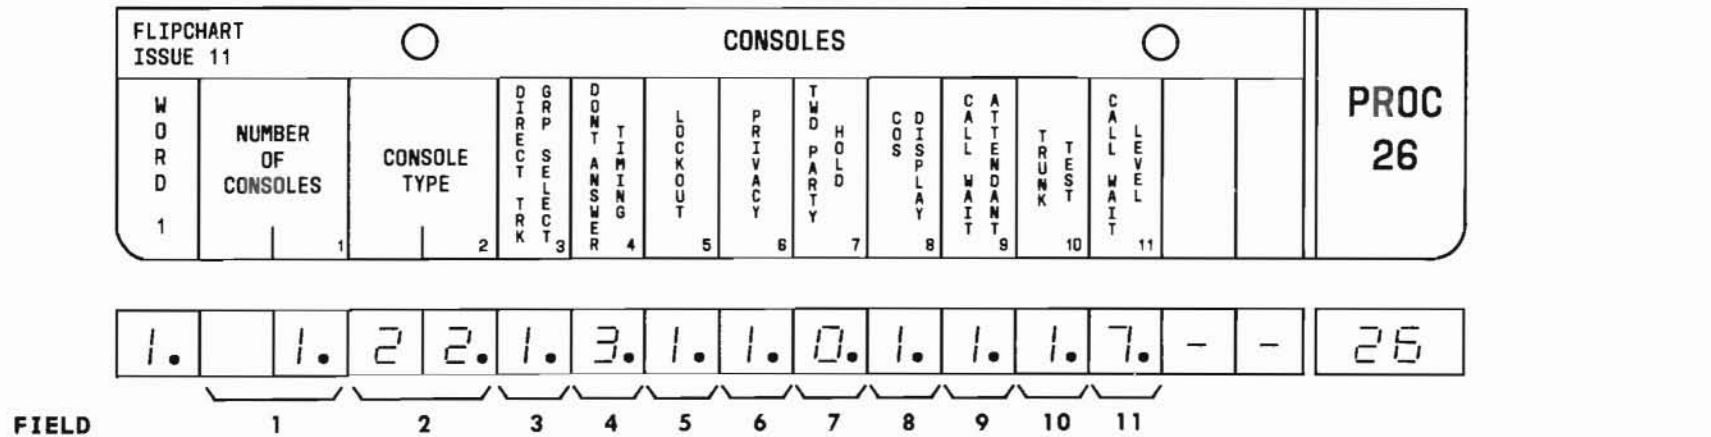 FLIPCHART
ISSUE 11
CONSOLES
PROC
26
WORD 1
NUMBER
OF
CONSOLES
1
CONSOLE
TYPE
2
DIRECT TRK
GRP SELECT
3
DONT ANSWER
TIMING
4
LOCKOUT
5
PRIVACY
6
TWO PARTY
HOLD
7
COS
DISPLAY
8
CALL WAIT
ATTENDANT
9
TRUNK
TEST
10
CALL WAIT
LEVEL
11
1. 1. 2 2. 1. 3. 1. 1. 0. 1. 1. 1. 7. - - 26
FIELD 1 2 3 4 5 6 7 8 9 10 11